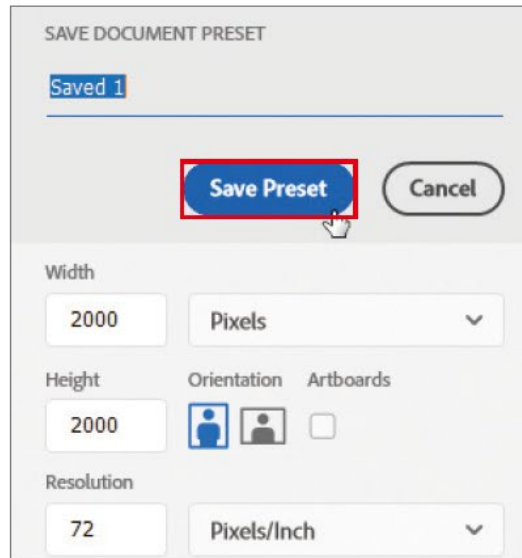 SAVE DOCUMENT PRESET
Saved 1
Save Preset Cancel
Width
2000 Pixels
Height Orientation Artboards
2000
Resolution
72 Pixels/Inch